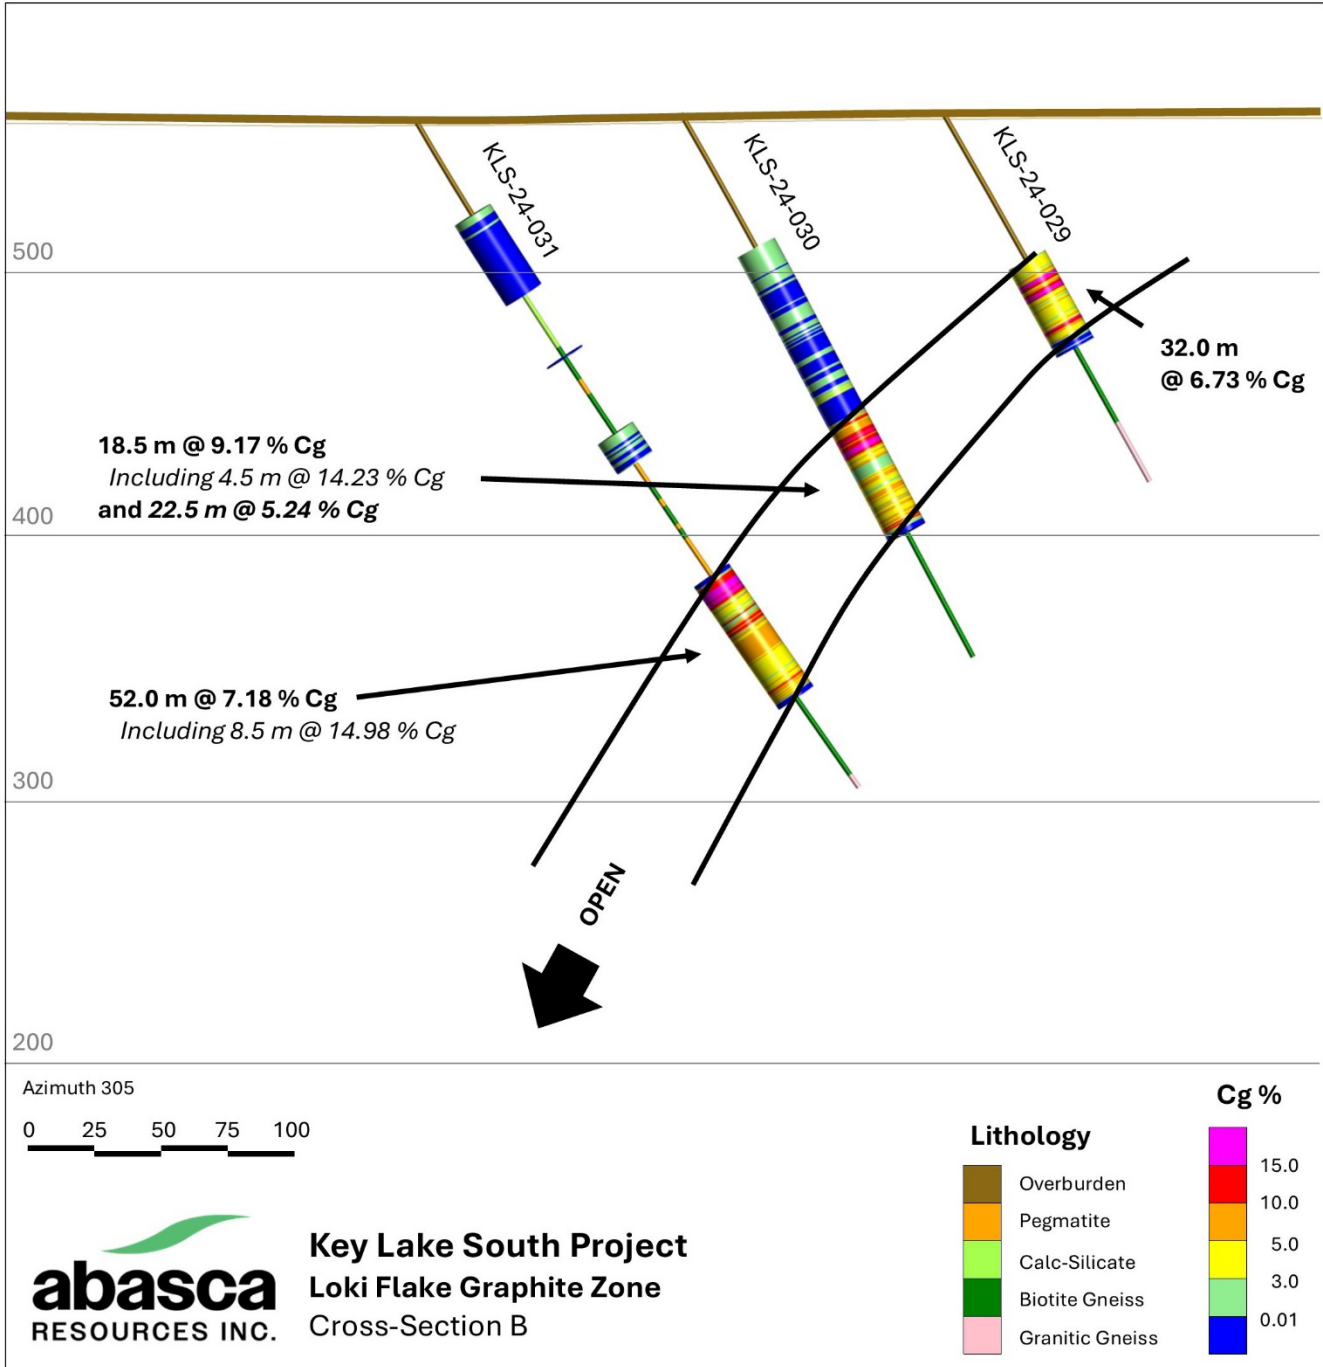 KLS-24-031
KLS-24-030
KLS-24-029
500
32.0 m
@ 6.73 % Cg
18.5 m @ 9.17 % Cg
Including 4.5 m @ 14.23 % Cg
and 22.5 m @ 5.24 % Cg
400
52.0 m @ 7.18 % Cg
Including 8.5 m @ 14.98 % Cg
300
OPEN
200
Azimuth 305
0 25 50 75 100
abasca
RESOURCES INC.
Key Lake South Project
Loki Flake Graphite Zone
Cross-Section B
Lithology
Overburden
Pegmatite
Calc-Silicate
Biotite Gneiss
Granitic Gneiss
Cg %
15.0
10.0
5.0
3.0
0.01